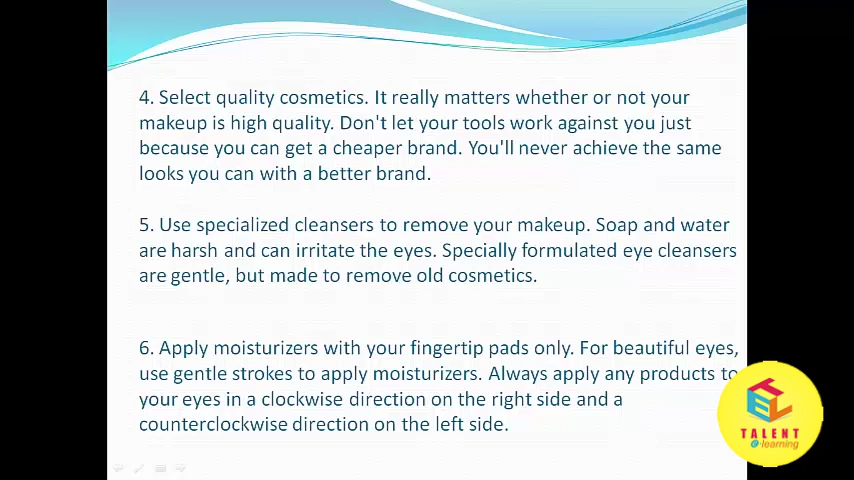 4. Select quality cosmetics. It really matters whether or not your
makeup is high quality. Don't let your tools work against you just
because you can get a cheaper brand. You'll never achieve the same
looks you can with a better brand.
5. Use specialized cleansers to remove your makeup. Soap and water
are harsh and can irritate the eyes. Specially formulated eye cleansers
are gentle, but made to remove old cosmetics.
6. Apply moisturizers with your fingertip pads only. For beautiful eyes,
use gentle strokes to apply moisturizers. Always apply any products to
your eyes in a clockwise direction on the right side and a
counterclockwise direction on the left side.
TEL
TALENT
e-learning